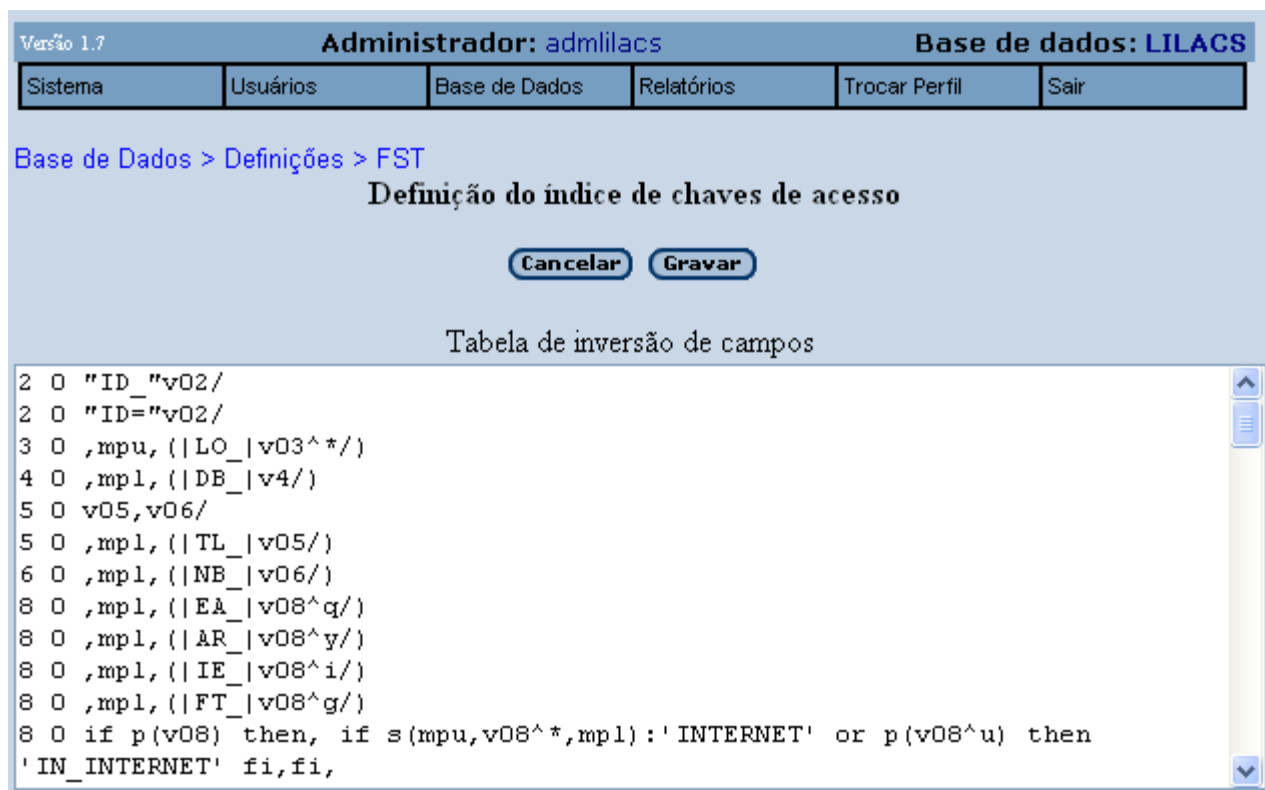 Versão 1.7 Administrador: admlilacs Base de dados: LILACS
Sistema Usuários Base de Dados Relatórios Trocar Perfil Sair
Base de Dados > Definições > FST
Definição do índice de chaves de acesso
Cancelar Gravar
Tabela de inversão de campos
2 0 "ID_"v02/
2 0 "ID="v02/
3 0 ,mpu,(|LO_|v03^*/)
4 0 ,mpl,(|DB_|v4/)
5 0 v05,v06/
5 0 ,mpl,(|TL_|v05/)
6 0 ,mpl,(|NB_|v06/)
8 0 ,mpl,(|EA_|v08^q/)
8 0 ,mpl,(|AR_|v08^y/)
8 0 ,mpl,(|IE_|v08^i/)
8 0 ,mpl,(|FT_|v08^g/)
8 0 if p(v08) then, if s(mpu,v08^*,mpl):'INTERNET' or p(v08^u) then
'IN_INTERNET' fi,fi,